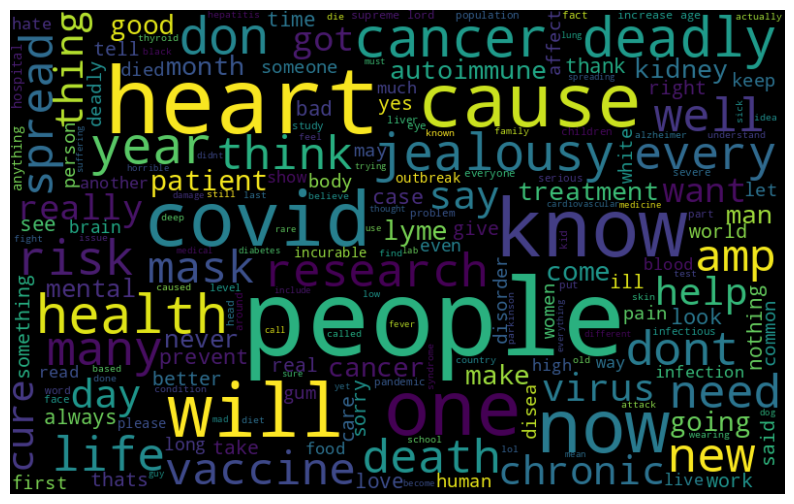 hate
hepatitis
die
supreme lord
population
fact
increase age
actually
good
time
thyroid
lung
must
black
tell
hospital
died
month
someone
don
got
cancer
deadly
affect
spreading
thing
spread
deadly
autoimmune
thank
kidney
keep
heart
cause
bad
much
yes
right
sick
idea
well
anything
person
suffering
feel
study
liver
eye
known
family
children
alzheimer
understand
didnt
trying
year
think
jealousy
every
horrible
another
show
may
outbreak
everyone
white
serious
severe
patient
body
damage
still
last
believe
case
say
treatment
cardiovascular
medicine
want
let
really
deep
thought
problem
part
man
see
brain
covid
lyme
give
know
kid
world
fight
issue
rare
use
even
come
blood
amp
risk
mask
incurable
research
disorder
ill
put
test
mental
medical
diabetes
find
lab
parkinson
women
pain
look
help
nothing
common
something
health
caused
level
include
low
skin
head
around
call
called
fever
people
everything
different
infectious
many
never
prevent
real
cancer
syndrome
make
old
dont
read
based
sure
country
high
way
infection
cure
word
done
better
condition
yet
pandemic
disea
virus
need
day
face
please
mad
diet
gum
care
sorry
will
one
now
attack
always
guy
long
take
food
become
school
lol
mean
wearing
dog
going
said
life
vaccine
death
chronic
new
first
thats
love
human
live
work